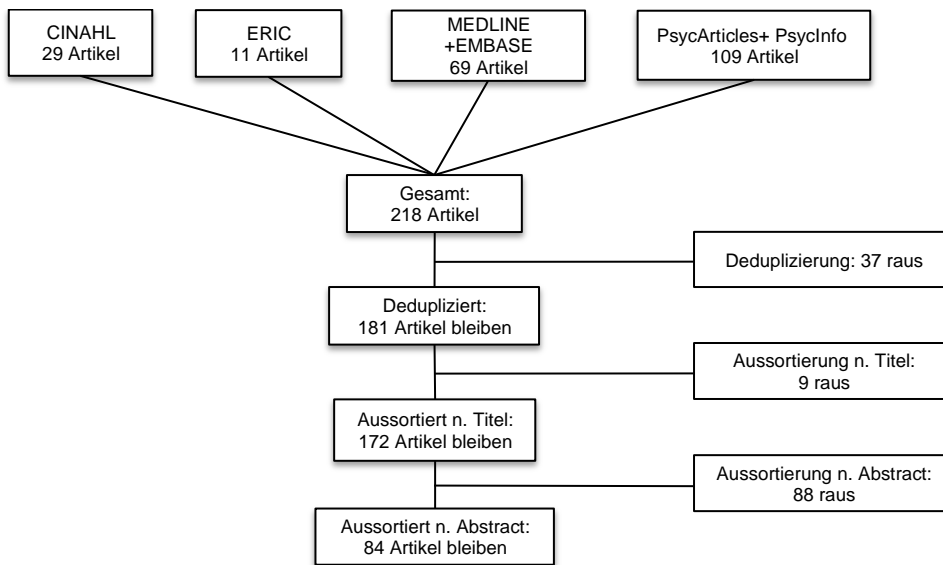 CINAHL
29 Artikel
ERIC
11 Artikel
MEDLINE
+EMBASE
69 Artikel
PsycArticles+ PsycInfo
109 Artikel
Gesamt:
218 Artikel
Deduplizierung: 37 raus
Dedupliziert:
181 Artikel bleiben
Aussortierung n. Titel:
9 raus
Aussortiert n. Titel:
172 Artikel bleiben
Aussortierung n. Abstract:
88 raus
Aussortiert n. Abstract:
84 Artikel bleiben